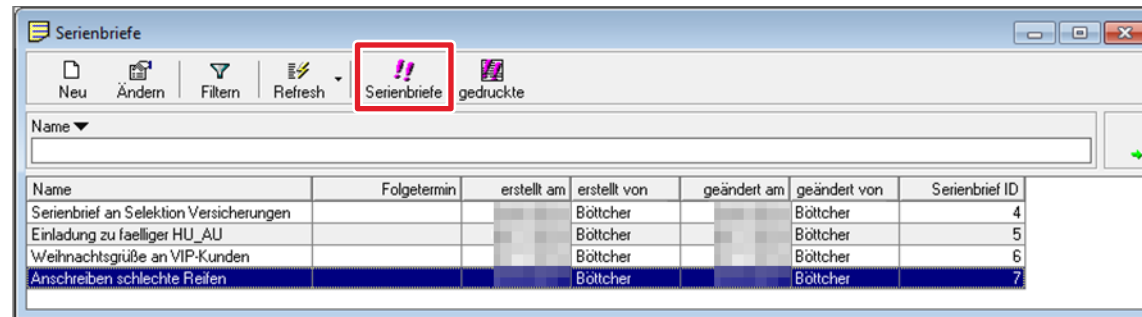 Serienbriefe
Neu Ändern Filtern Refresh Serienbriefe gedruckte
Name
Name Folgetermin erstellt am erstellt von geändert am geändert von Serienbrief ID
Serienbrief an Selektion Versicherungen Böttcher Böttcher 4
Einladung zu faelliger HU_AU Böttcher Böttcher 5
Weihnachtsgrüße an VIP-Kunden Böttcher Böttcher 6
Anschreiben schlechte Reifen Böttcher Böttcher 7